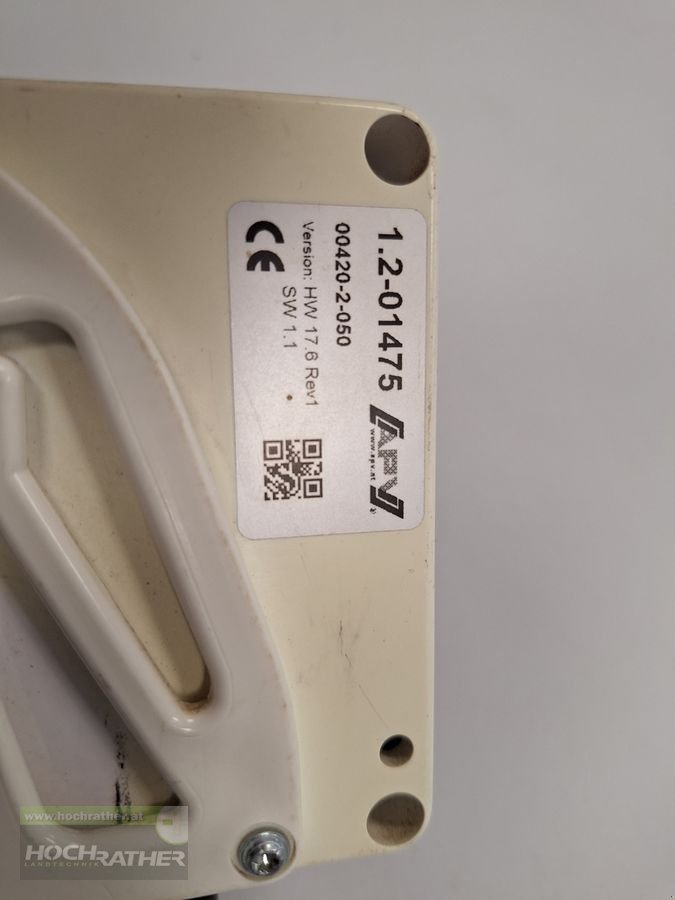 1.2-01475
APV
www.apv.at
00420-2-050
Version: HW 17.6 Rev1
SW 1.1
CE
www.hochrather.at
HOCHRATHER
LANDTECHNIK